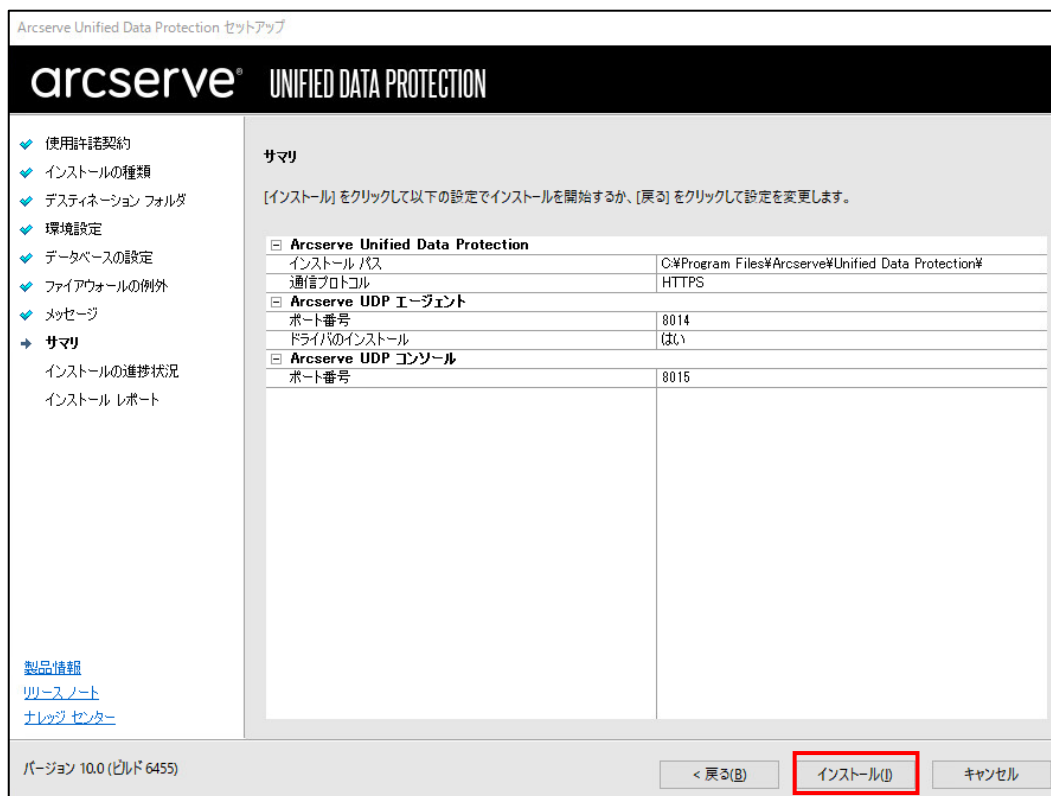 Arcserve Unified Data Protection セットアップ
arcserve® UNIFIED DATA PROTECTION
使用許諾契約
インストールの種類
デスティネーション フォルダ
環境設定
データベースの設定
ファイアウォールの例外
メッセージ
サマリ
インストールの進捗状況
インストール レポート
製品情報
リリース ノート
ナレッジ センター
サマリ
[インストール] をクリックして以下の設定でインストールを開始するか、[戻る] をクリックして設定を変更します。
Arcserve Unified Data Protection
インストール パス C:¥Program Files¥Arcserve¥Unified Data Protection¥
通信プロトコル HTTPS
Arcserve UDP エージェント
ポート番号 8014
ドライバのインストール はい
Arcserve UDP コンソール
ポート番号 8015
バージョン 10.0 (ビルド 6455)
< 戻る(B) インストール(I) キャンセル